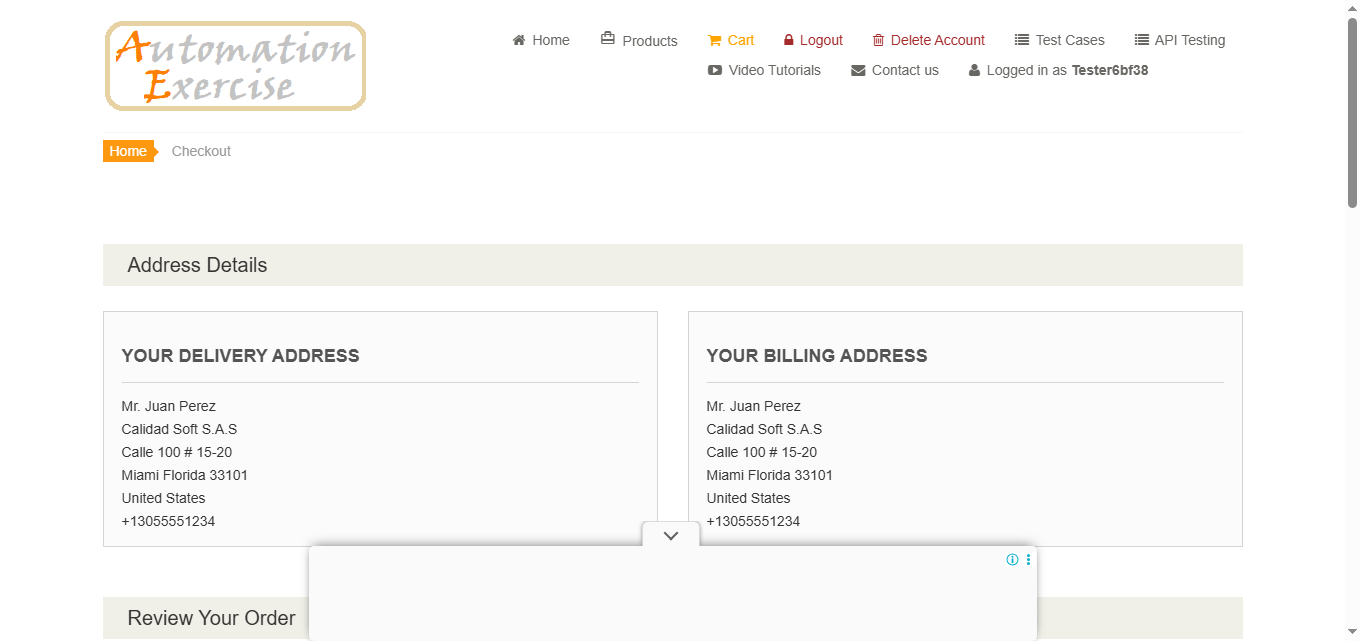 Automation
Exercise
Home
Products
Cart
Logout
Delete Account
Test Cases
API Testing
Video Tutorials
Contact us
Logged in as Tester6bf38
Home
Checkout
Address Details
YOUR DELIVERY ADDRESS
Mr. Juan Perez
Calidad Soft S.A.S
Calle 100 # 15-20
Miami Florida 33101
United States
+13055551234
YOUR BILLING ADDRESS
Mr. Juan Perez
Calidad Soft S.A.S
Calle 100 # 15-20
Miami Florida 33101
United States
+13055551234
Review Your Order